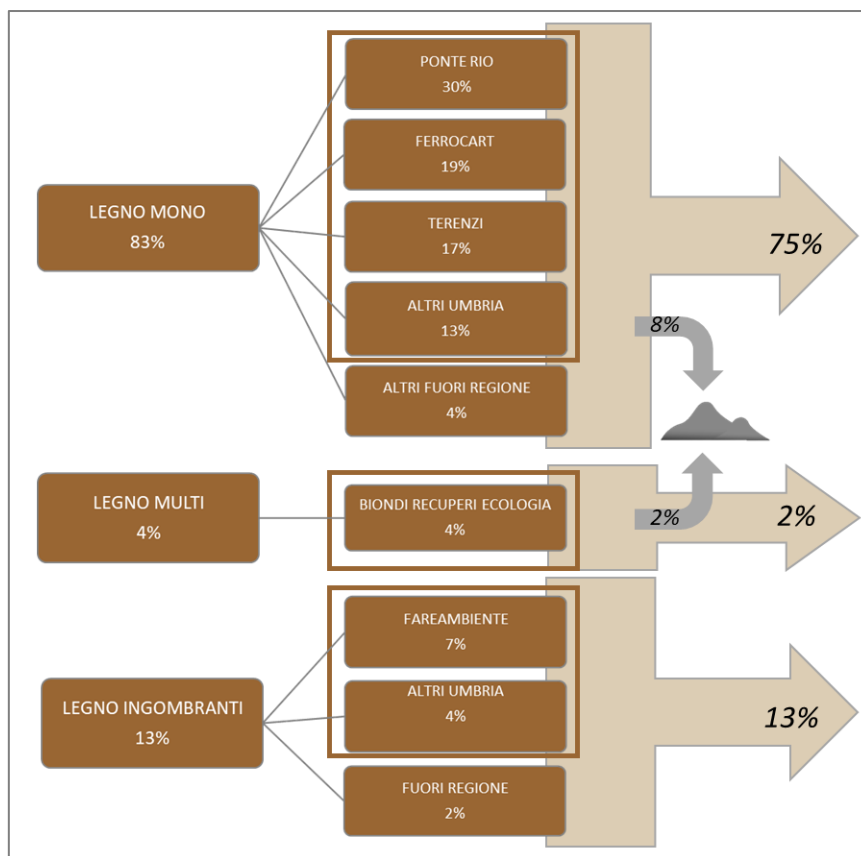 LEGNO MONO
83%
PONTE RIO
30%
FERROCART
19%
TERENZI
17%
ALTRI UMBRIA
13%
ALTRI FUORI REGIONE
4%
75%
8%
LEGNO MULTI
4%
BIONDI RECUPERI ECOLOGIA
4%
2%
2%
LEGNO INGOMBRANTI
13%
FAREAMBIENTE
7%
ALTRI UMBRIA
4%
FUORI REGIONE
2%
13%